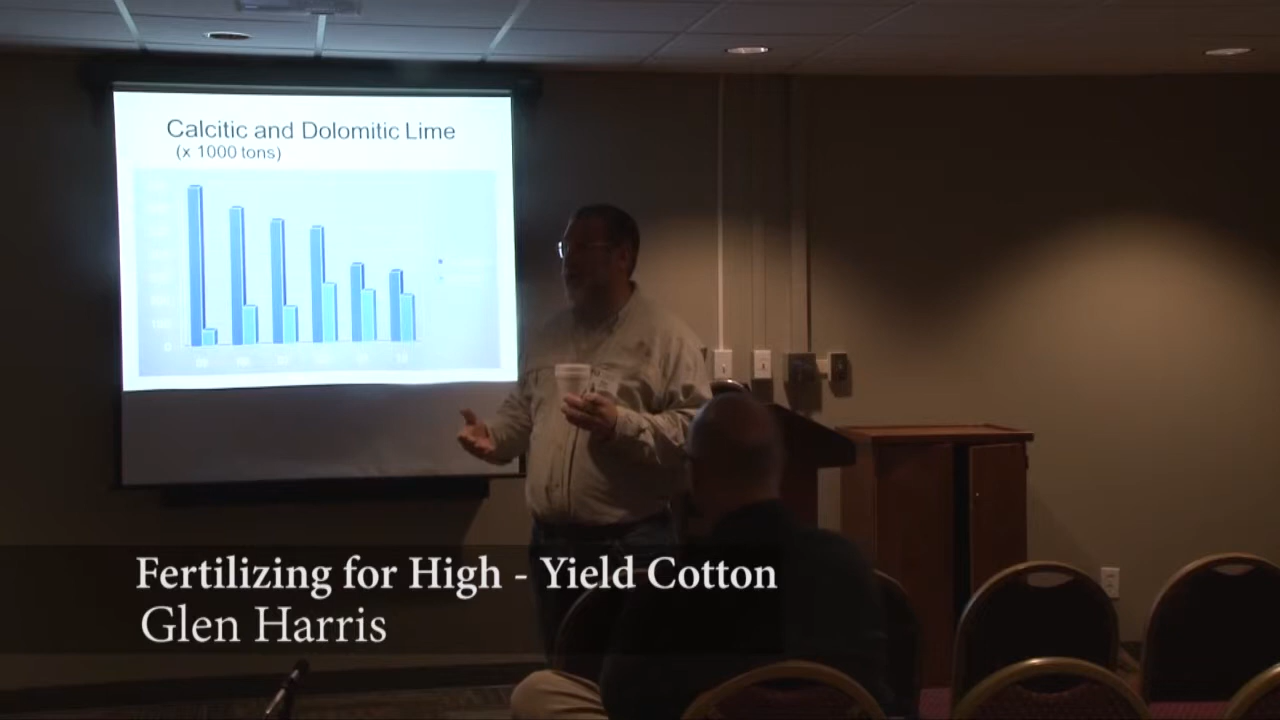 Calcitic and Dolomitic Lime
(x 1000 tons)
Fertilizing for High - Yield Cotton
Glen Harris